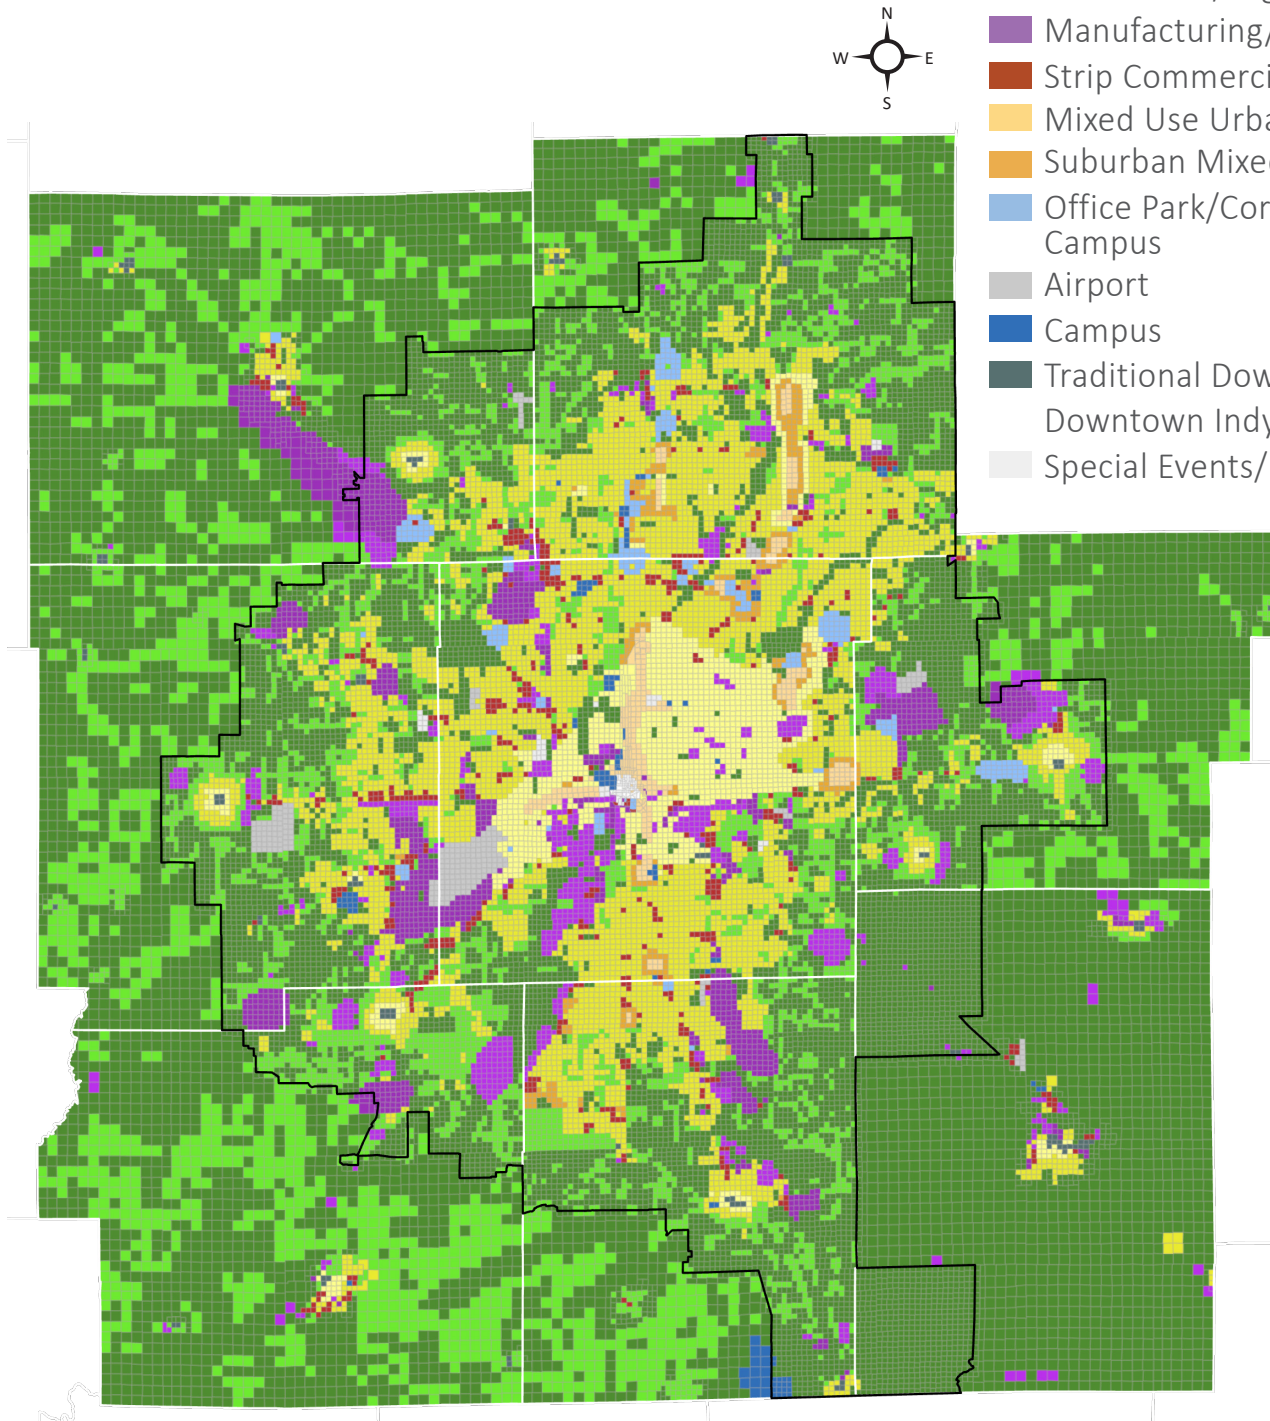 N
W E
S
Manufacturing/
Strip Commerci
Mixed Use Urba
Suburban Mixe
Office Park/Cor
Campus
Airport
Campus
Traditional Dow
Downtown Indy
Special Events/